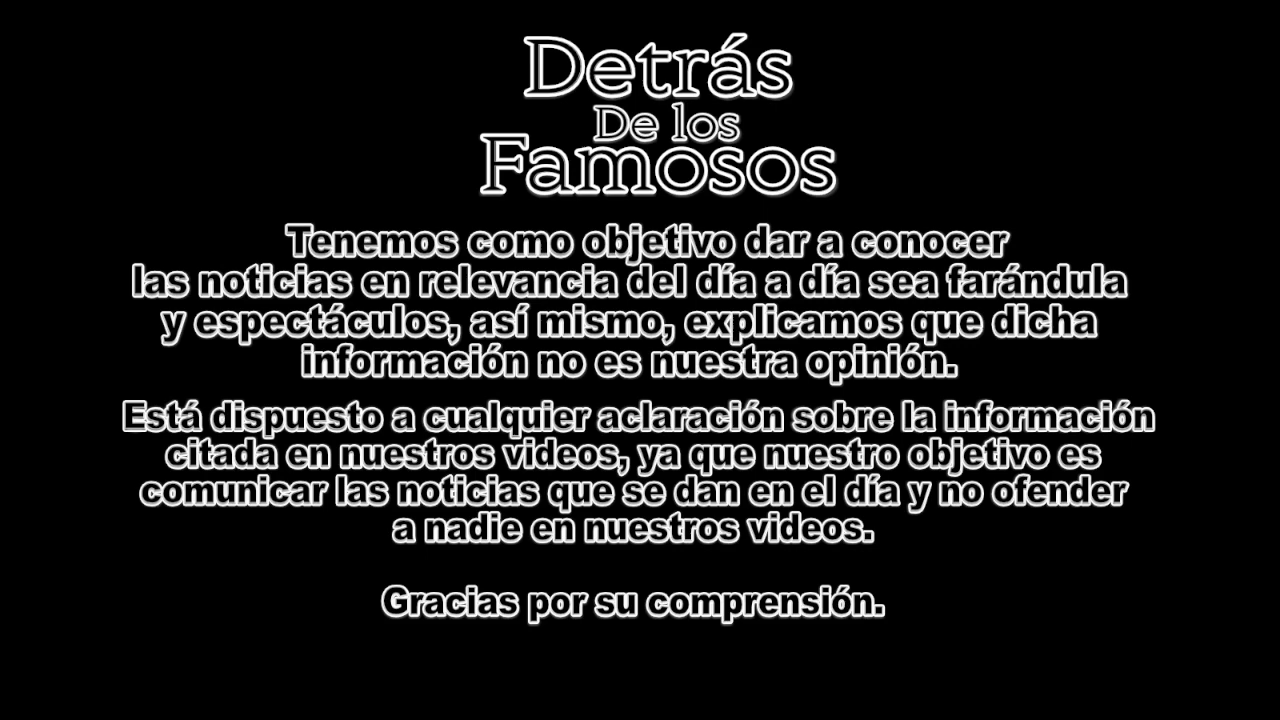 Detrás
De los
Famosos
Tenemos como objetivo dar a conocer
las noticias en relevancia del día a día sea farándula
y espectáculos, así mismo, explicamos que dicha
información no es nuestra opinión.
Está dispuesto a cualquier aclaración sobre la información
citada en nuestros videos, ya que nuestro objetivo es
comunicar las noticias que se dan en el día y no ofender
a nadie en nuestros videos.
Gracias por su comprensión.